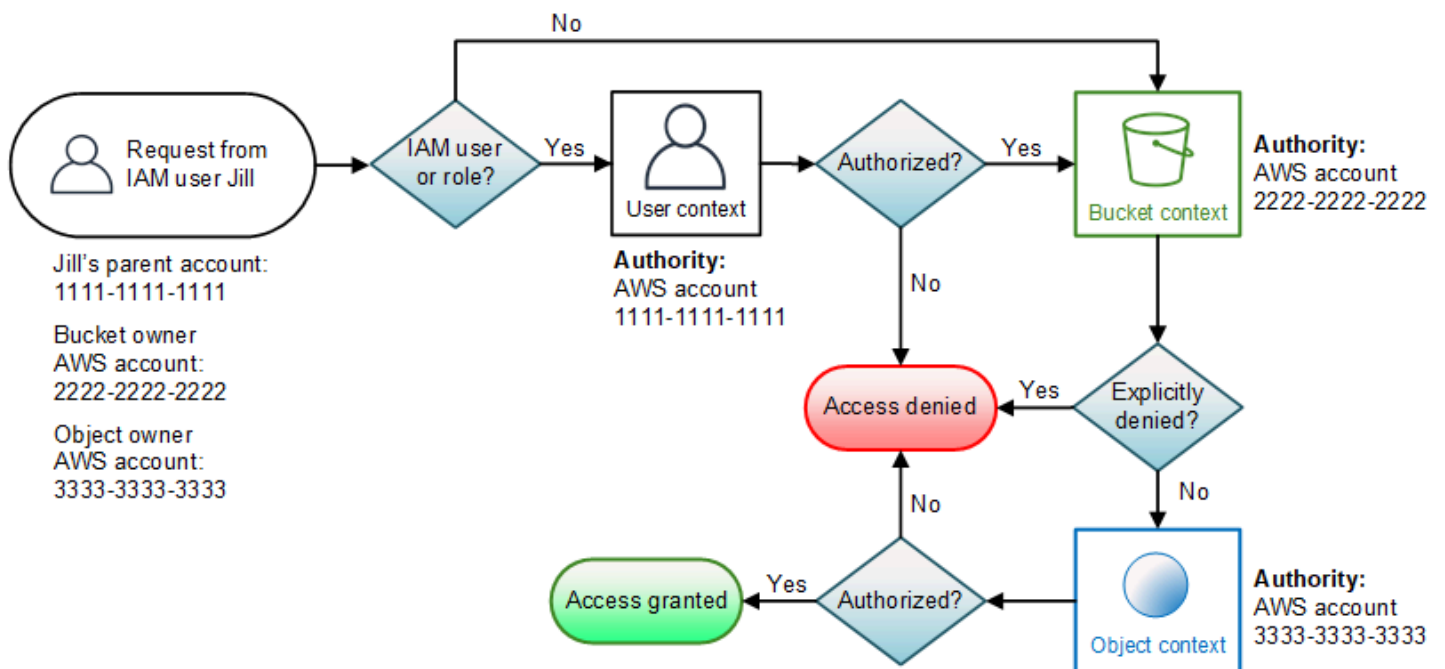 No
Request from
IAM user Jill
IAM user
or role?
Yes
User context
Authorized?
Yes
Bucket context
Authority:
AWS account
2222-2222-2222
Jill's parent account:
1111-1111-1111
Bucket owner
AWS account:
2222-2222-2222
Object owner
AWS account:
3333-3333-3333
Authority:
AWS account
1111-1111-1111
No
Access denied
Yes
Explicitly
denied?
No
No
Access granted
Yes
Authorized?
Object context
Authority:
AWS account
3333-3333-3333